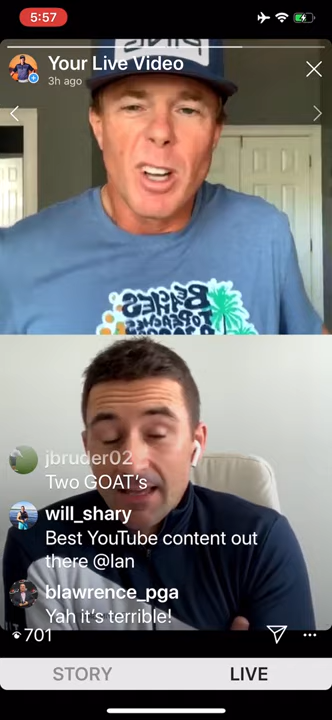 5:57
Your Live Video
3h ago
jbruder02
Two GOAT's
will_shary
Best YouTube content out
there @Ian
blawrence_pga
Yah it's terrible!
701
STORY
LIVE